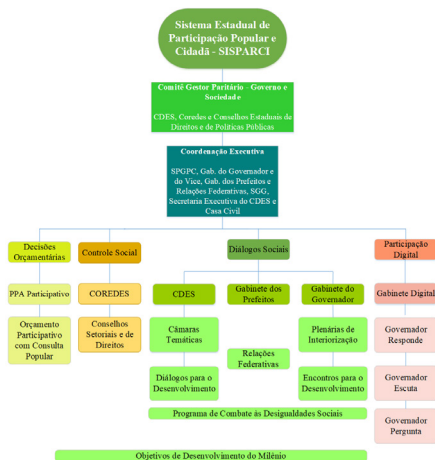 Sistema Estadual de
Participação Popular e
Cidadã - SISPARCI
Comitê Gestor Paritário - Governo e
Sociedade
CDES, Coredes e Conselhos Estaduais de
Direitos e de Políticas Públicas
Coordenação Executiva
SPGPC, Gab. do Governador e
do Vice, Gab. dos Prefeitos e
Relações Federativas, SGG,
Secretaria Executiva do CDES e
Casa Civil
Decisões
Orçamentárias
Controle Social
Diálogos Sociais
Participação
Digital
PPA Participativo
COREDES
CDES
Gabinete dos
Prefeitos
Gabinete do
Governador
Gabinete Digital
Orçamento
Participativo
com Consulta
Popular
Conselhos
Setoriais e de
Direitos
Câmaras
Temáticas
Plenárias de
Interiorização
Governador
Responde
Relações
Federativas
Diálogos para o
Desenvolvimento
Encontros para o
Desenvolvimento
Governador
Escuta
Programa de Combate às Desigualdades Sociais
Governador
Pergunta
Objetivos de Desenvolvimento do Milênio